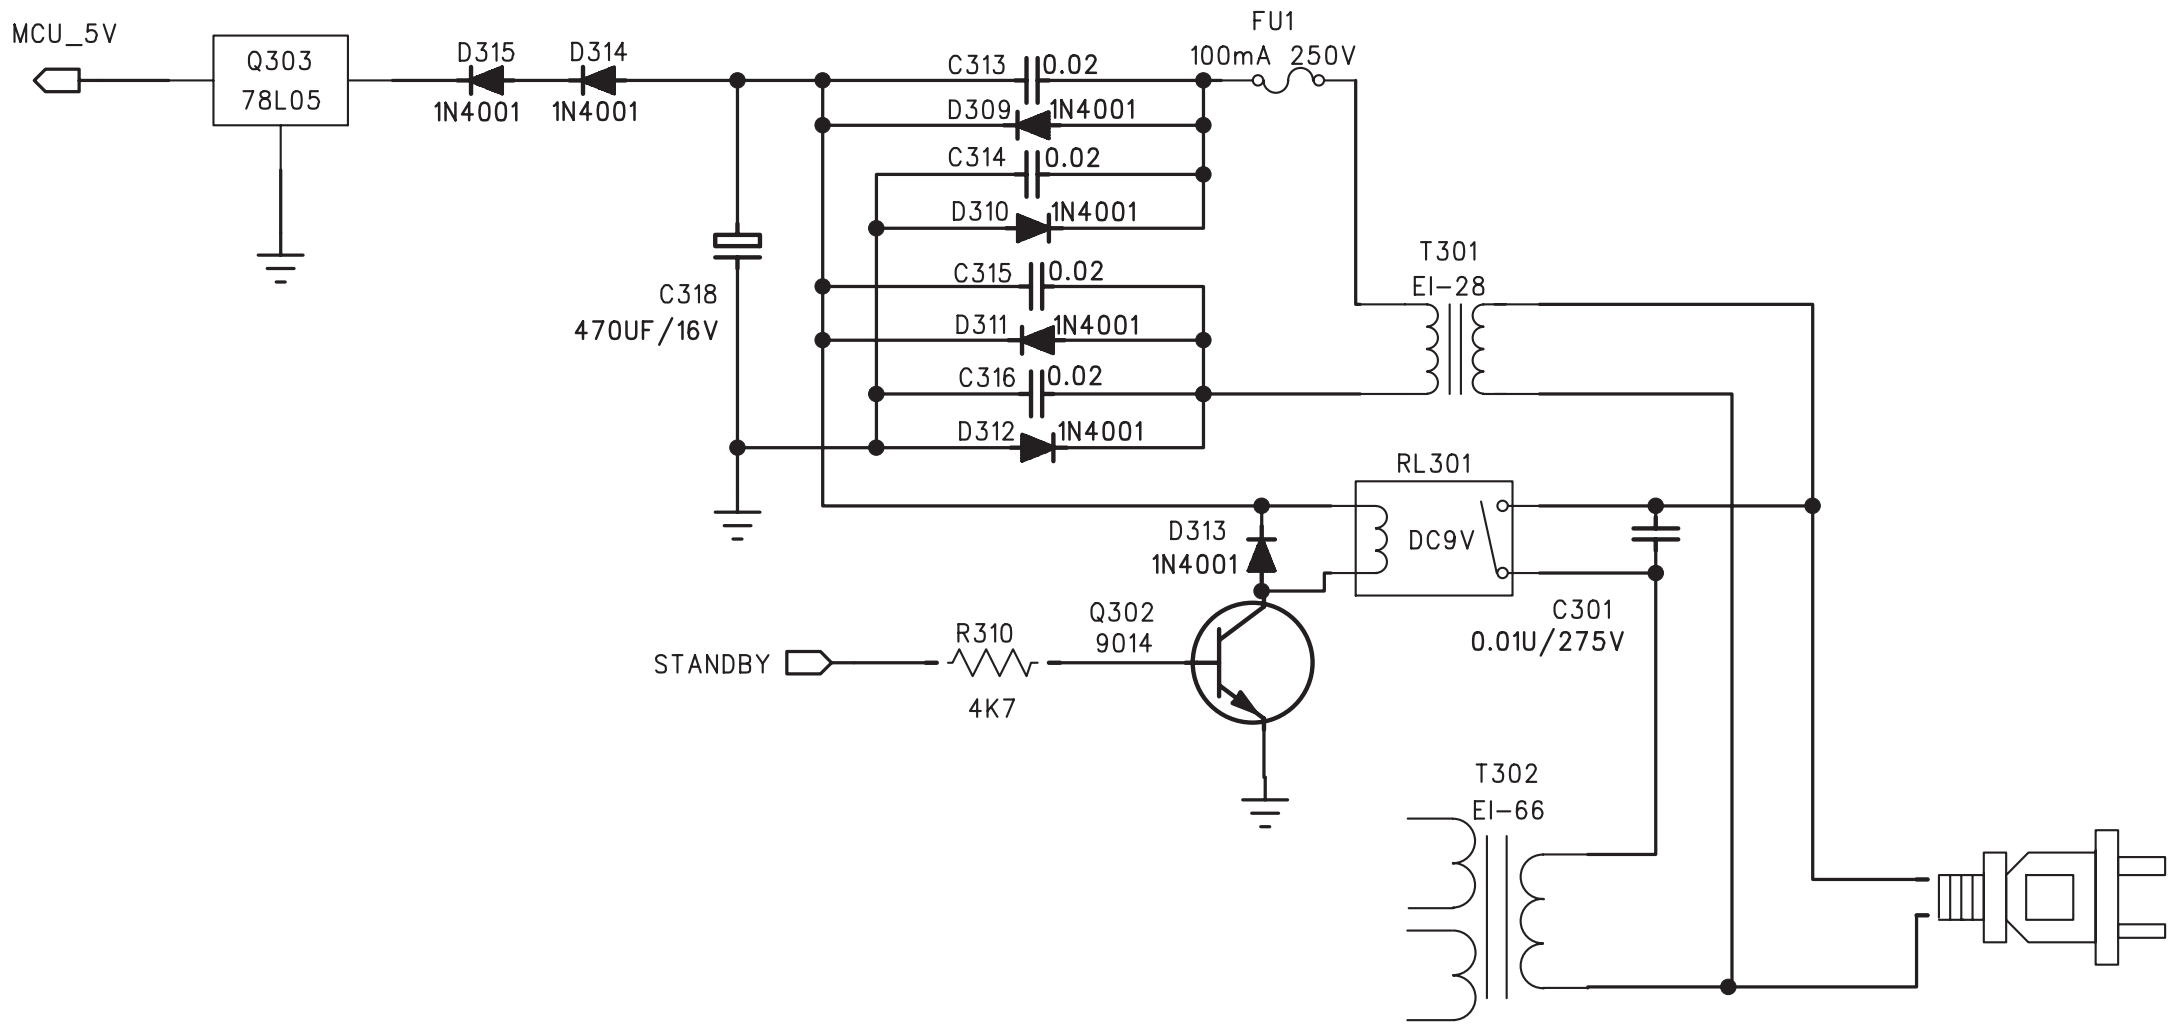 MCU_5V
Q303
78L05
D315
1N4001
D314
1N4001
C318
470UF/16V
C313 0.02
D309 1N4001
C314 0.02
D310 1N4001
C315 0.02
D311 1N4001
C316 0.02
D312 1N4001
FU1
100mA 250V
T301
EI-28
RL301
DC9V
D313
1N4001
C301
0.01U/275V
Q302
9014
STANDBY
R310
4K7
T302
EI-66